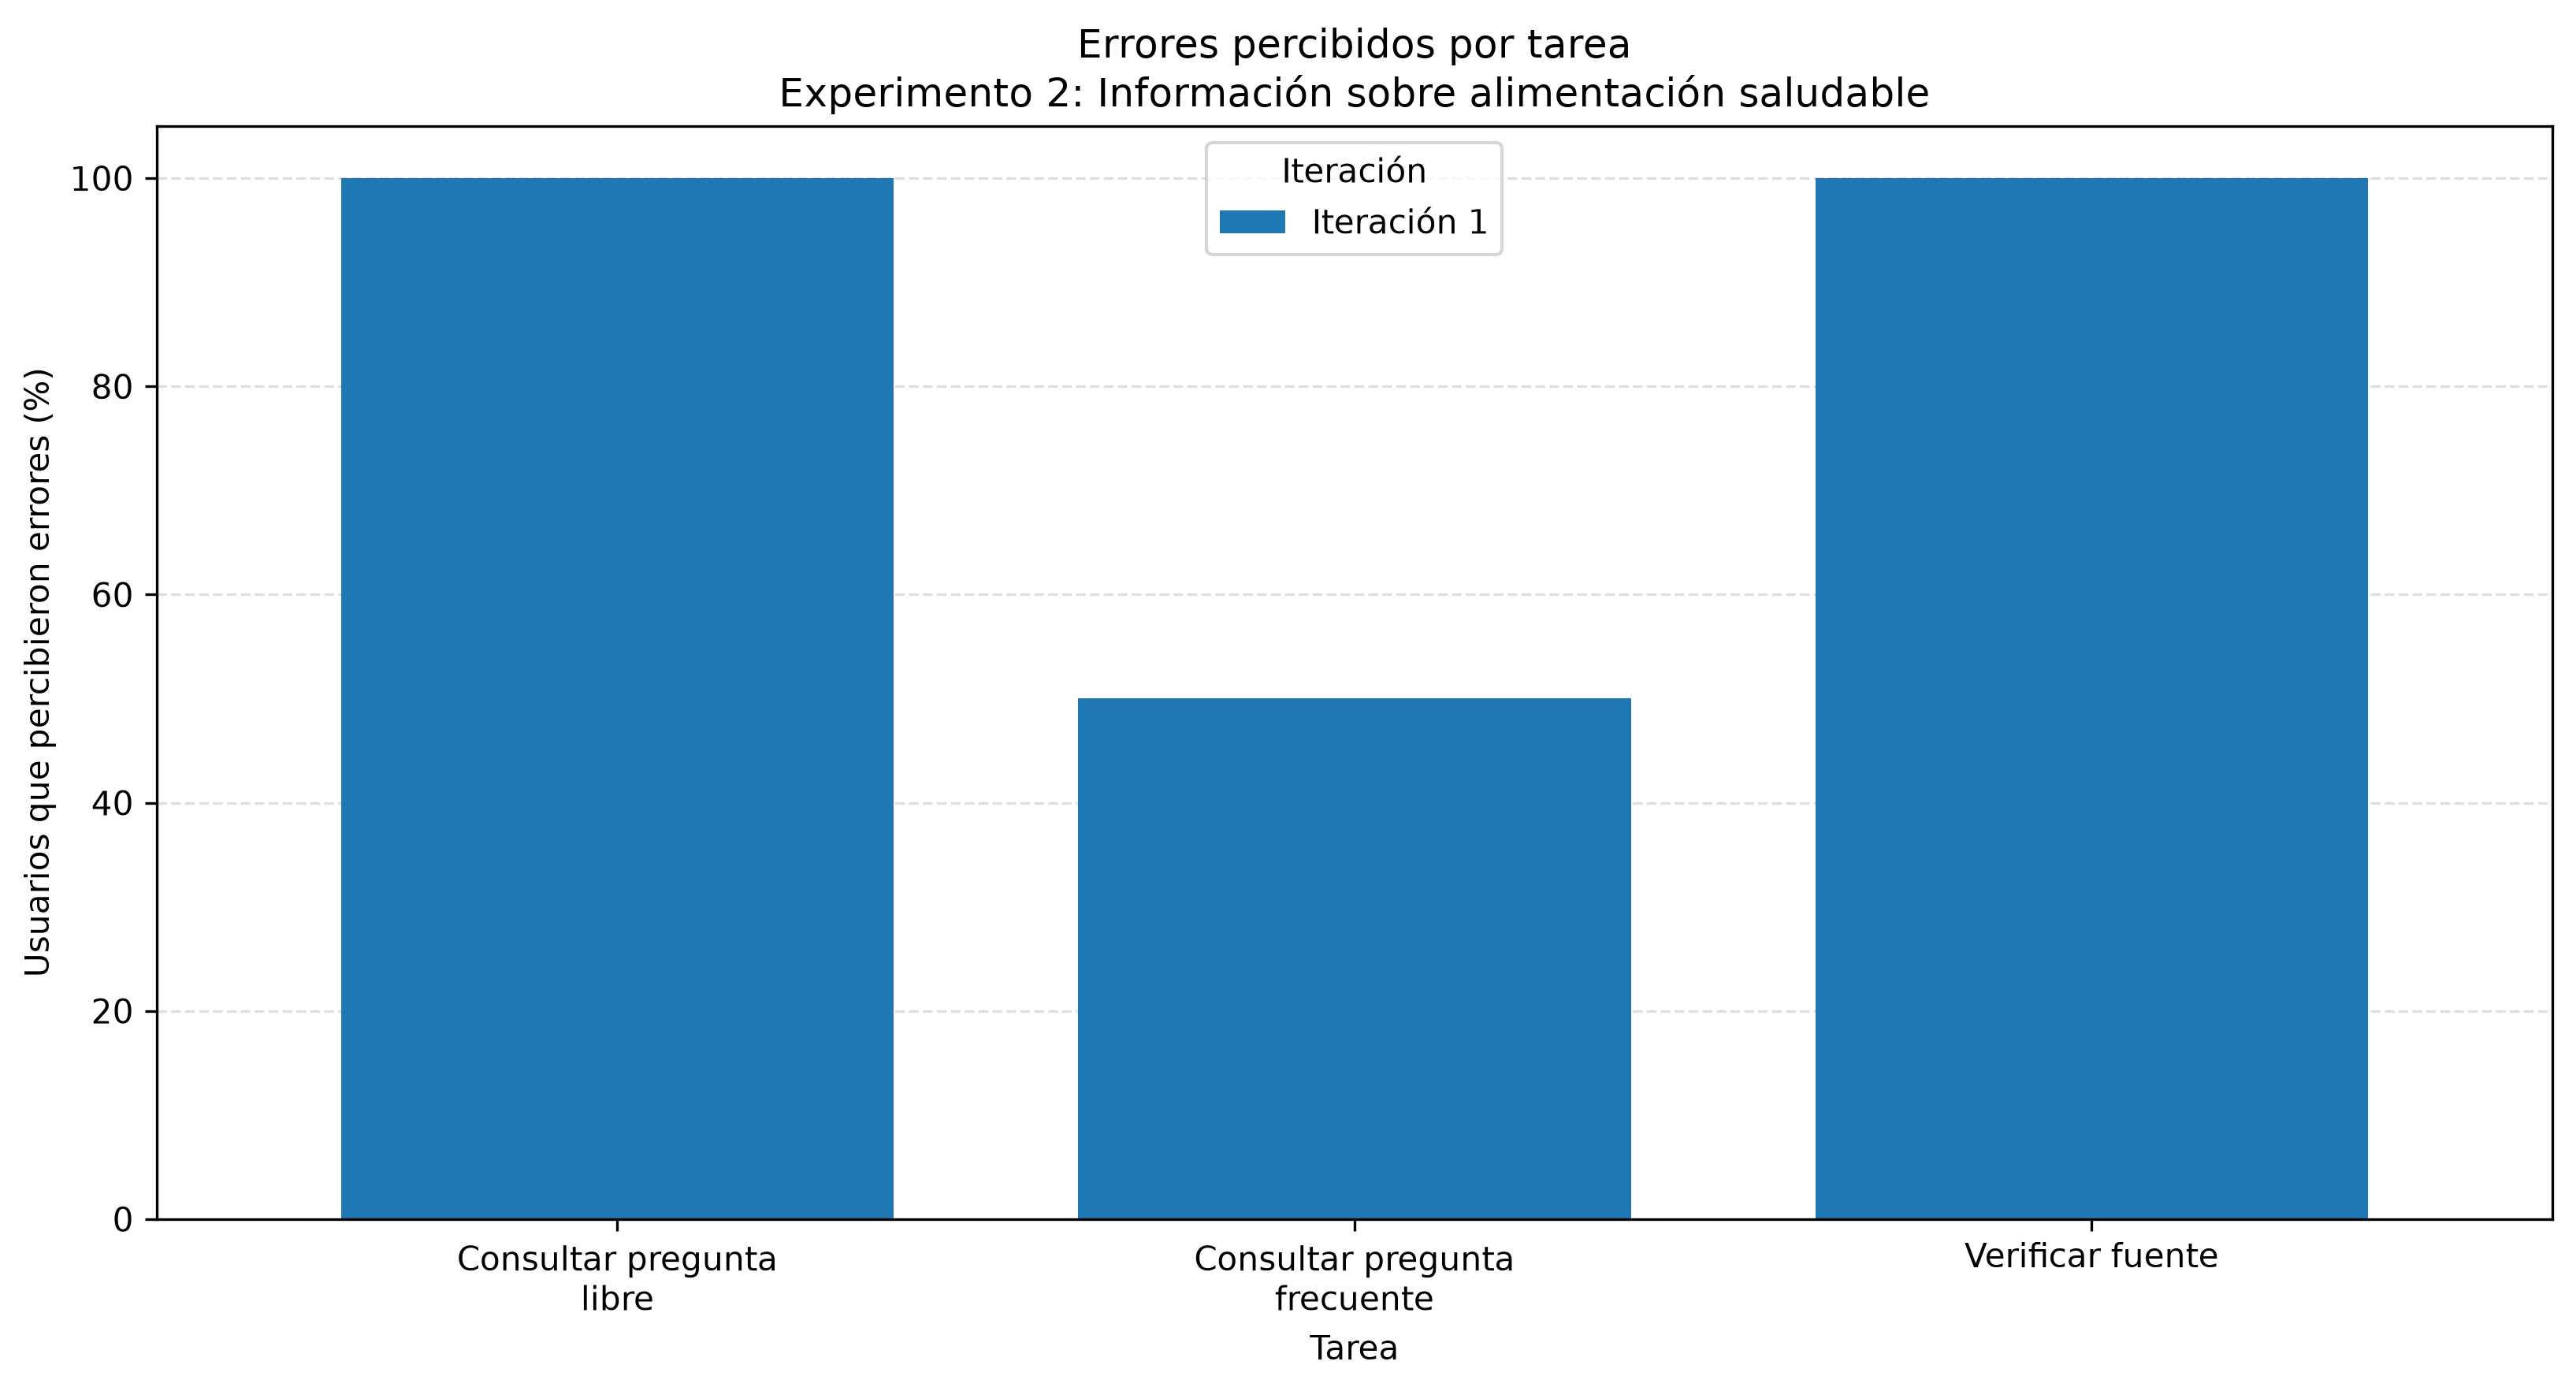 Errores percibidos por tarea
Experimento 2: Información sobre alimentación saludable
Iteración
Iteración 1
Usuarios que percibieron errores (%)
100
80
60
40
20
0
Consultar pregunta
libre
Consultar pregunta
frecuente
Verificar fuente
Tarea